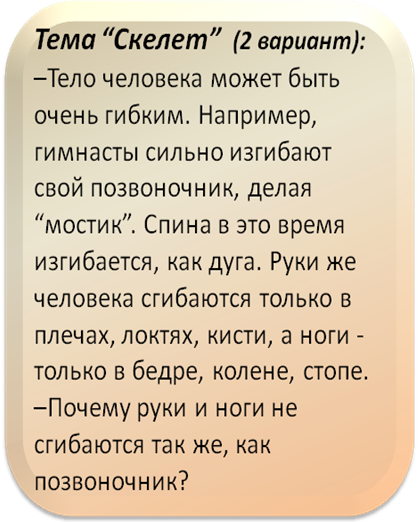 Тема “Скелет” (2 вариант):
–Тело человека может быть
очень гибким. Например,
гимнасты сильно изгибают
свой позвоночник, делая
“мостик”. Спина в это время
изгибается, как дуга. Руки же
человека сгибаются только в
плечах, локтях, кисти, а ноги -
только в бедре, колене, стопе.
–Почему руки и ноги не
сгибаются так же, как
позвоночник?